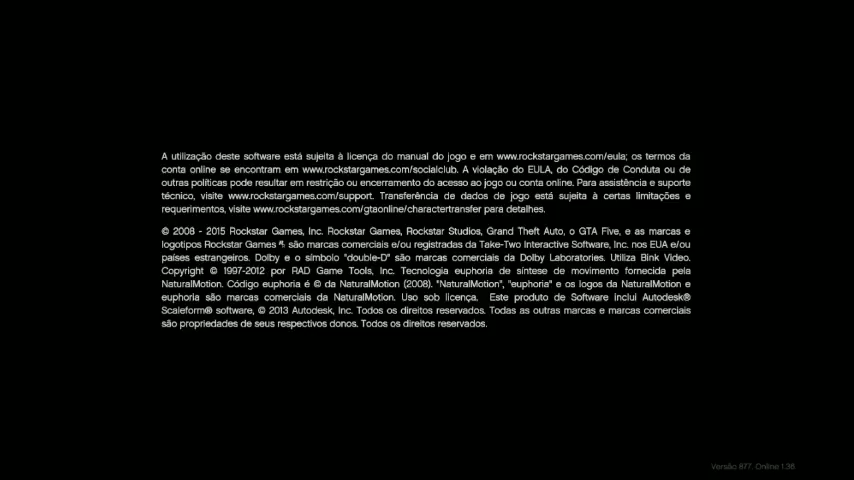 A utilização deste software está sujeita à licença do manual do jogo e em www.rockstargames.com/eula; os termos da
conta online se encontram em www.rockstargames.com/socialclub. A violação do EULA, do Código de Conduta ou de
outras políticas pode resultar em restrição ou encerramento do acesso ao jogo ou conta online. Para assistência e suporte
técnico, visite www.rockstargames.com/support. Transferência de dados de jogo está sujeita à certas limitações e
requerimentos, visite www.rockstargames.com/gtaonline/charactertransfer para detalhes.
© 2008 - 2015 Rockstar Games, Inc. Rockstar Games, Rockstar Studios, Grand Theft Auto, o GTA Five, e as marcas e
logotipos Rockstar Games R*: são marcas comerciais e/ou registradas da Take-Two Interactive Software, Inc. nos EUA e/ou
países estrangeiros. Dolby e o símbolo "double-D" são marcas comerciais da Dolby Laboratories. Utiliza Bink Video.
Copyright © 1997-2012 por RAD Game Tools, Inc. Tecnologia euphoria de síntese de movimento fornecida pela
NaturalMotion. Código euphoria é © da NaturalMotion (2008). "NaturalMotion", "euphoria" e os logos da NaturalMotion e
euphoria são marcas comerciais da NaturalMotion. Uso sob licença. Este produto de Software inclui Autodesk®
Scaleform® software, © 2013 Autodesk, Inc. Todos os direitos reservados. Todas as outras marcas e marcas comerciais
são propriedades de seus respectivos donos. Todos os direitos reservados.
Versão 877, Online 1.36